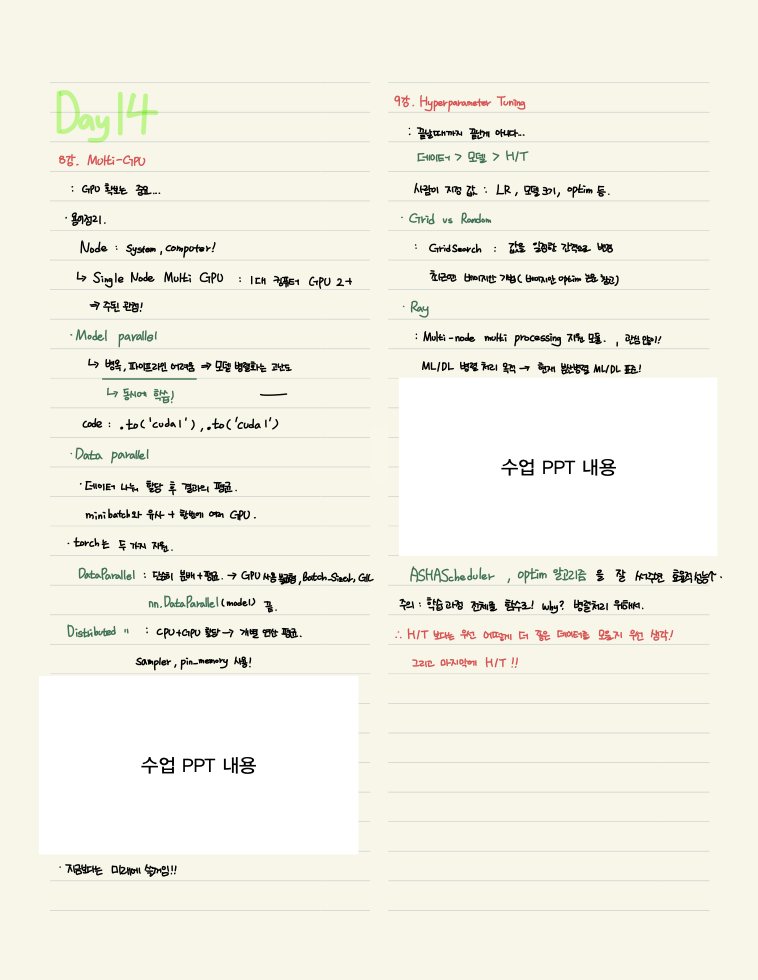 Day 14
8강. Multi-GPU
: GPU 확보는 중요...
· 용어정리.
Node : System, computer!
↳ Single Node Multi GPU : 1대 컴퓨터 GPU 2+
⇒ 주된 관점!
· Model parallel
↳ 병목, 파이프라인 어려움 ⇒ 모델 병렬화는 고난도
↳ 동시에 학습!
code : .to('cuda1'), .to('cuda1')
· Data parallel
· 데이터 나눠 할당 후 결과의 평균.
minibatch와 유사 + 한번에 여러 GPU.
· torch는 두 가지 지원.
DataParallel : 단순히 분배+평균. → GPU 사용 불균형, Batch_Size↓, GIL
nn.DataParallel(model) 끝.
Distributed " : CPU+GPU 할당 → 개별 연산 평균.
Sampler, pin_memory 사용!
수업 PPT 내용
· 지금보다는 미래에 쓸거임!!
9강. Hyperparameter Tuning
: 끝날때까지 끝난게 아니다...
데이터 > 모델 > H/T
사람이 지정 값 : LR, 모델 크기, optim 등.
· Grid vs Random
: GridSearch : 값을 일정한 간격으로 변경
최근엔 베이지안 기법( 베이지안 optim 논문 참고)
· Ray
: Multi-node multi processing 지원 모듈. , 관심 많이!
ML/DL 병렬 처리 목적 → 현재 분산병렬 ML/DL 표준!
수업 PPT 내용
ASHAScheduler , optim 알고리즘 을 잘 써주면 효율적 성능↑.
주의 : 학습 과정 전체를 함수로! why? 병렬처리 위해서.
∴ H/T 보다는 우선 어떻게 더 좋은 데이터를 모을지 우선 생각!
그리고 마지막에 H/T !!